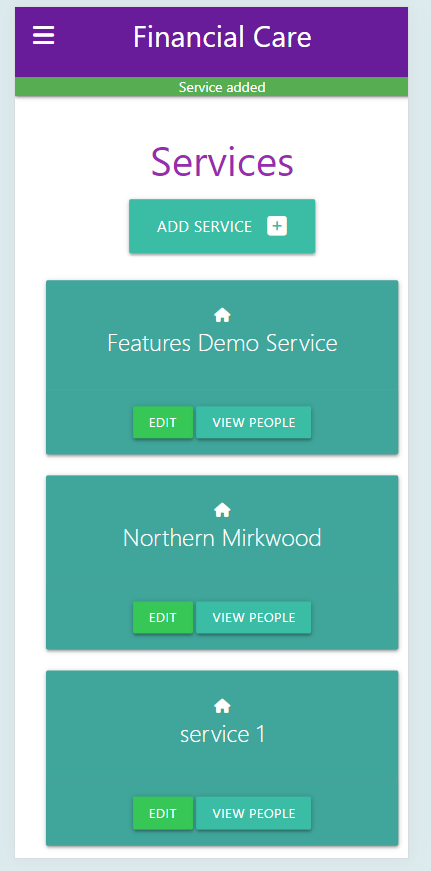 Financial Care
Service added
Services
ADD SERVICE
Features Demo Service
EDIT VIEW PEOPLE
Northern Mirkwood
EDIT VIEW PEOPLE
service 1
EDIT VIEW PEOPLE